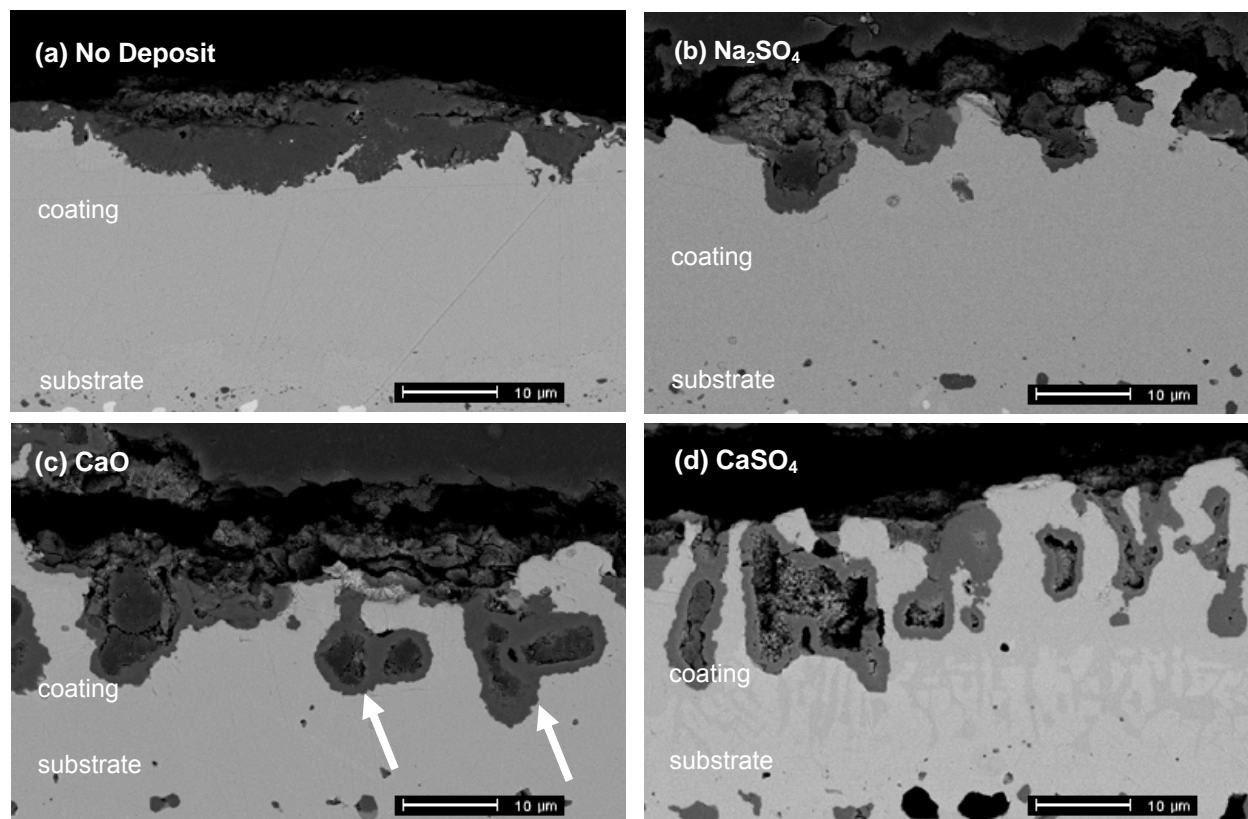 (a) No Deposit
coating
substrate
10 µm
(b) Na₂SO₄
coating
substrate
10 µm
(c) CaO
coating
substrate
10 µm
(d) CaSO₄
coating
substrate
10 µm